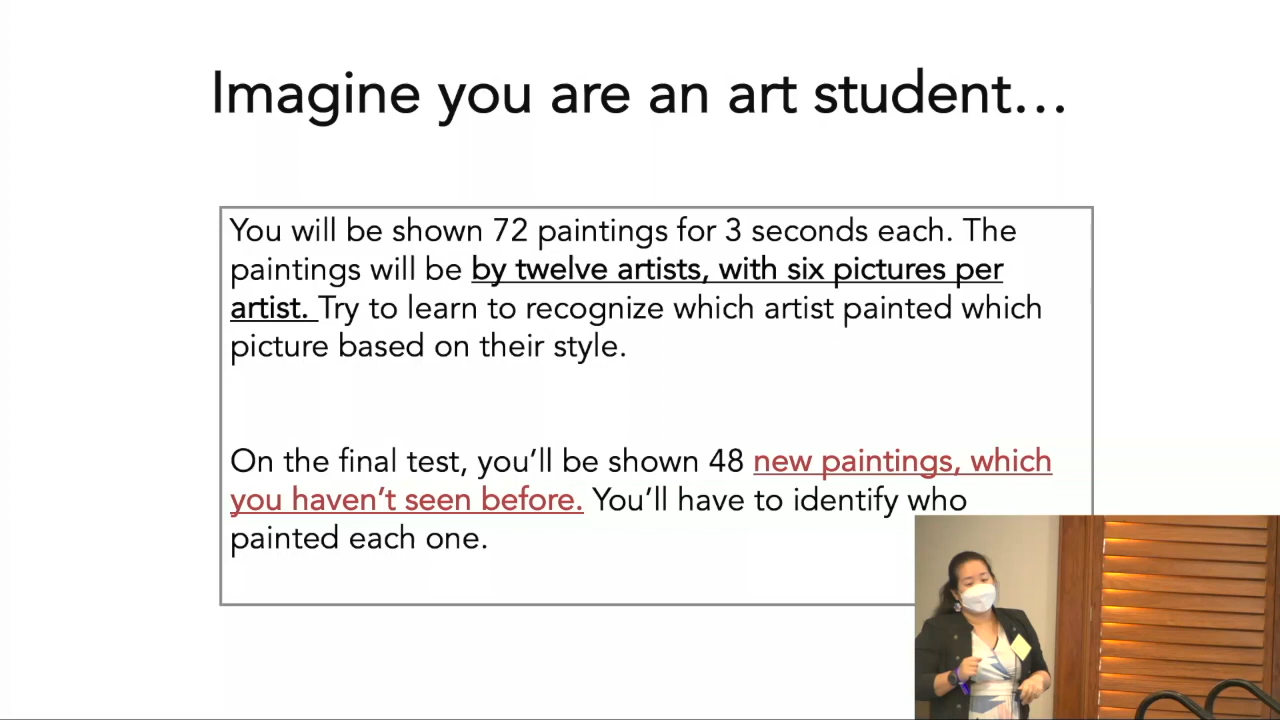 Imagine you are an art student…
You will be shown 72 paintings for 3 seconds each. The
paintings will be by twelve artists, with six pictures per
artist. Try to learn to recognize which artist painted which
picture based on their style.
On the final test, you’ll be shown 48 new paintings, which
you haven’t seen before. You’ll have to identify who
painted each one.